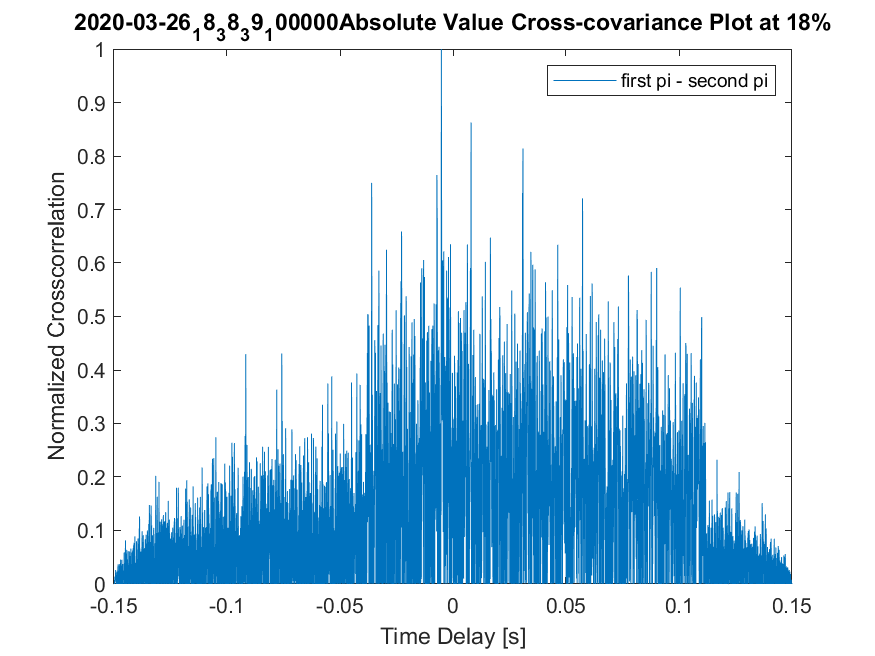 2020-03-26₁8₃8₃9₁00000Absolute Value Cross-covariance Plot at 18%
first pi - second pi
Normalized Crosscorrelation
1
0.9
0.8
0.7
0.6
0.5
0.4
0.3
0.2
0.1
0
-0.15 -0.1 -0.05 0 0.05 0.1 0.15
Time Delay [s]